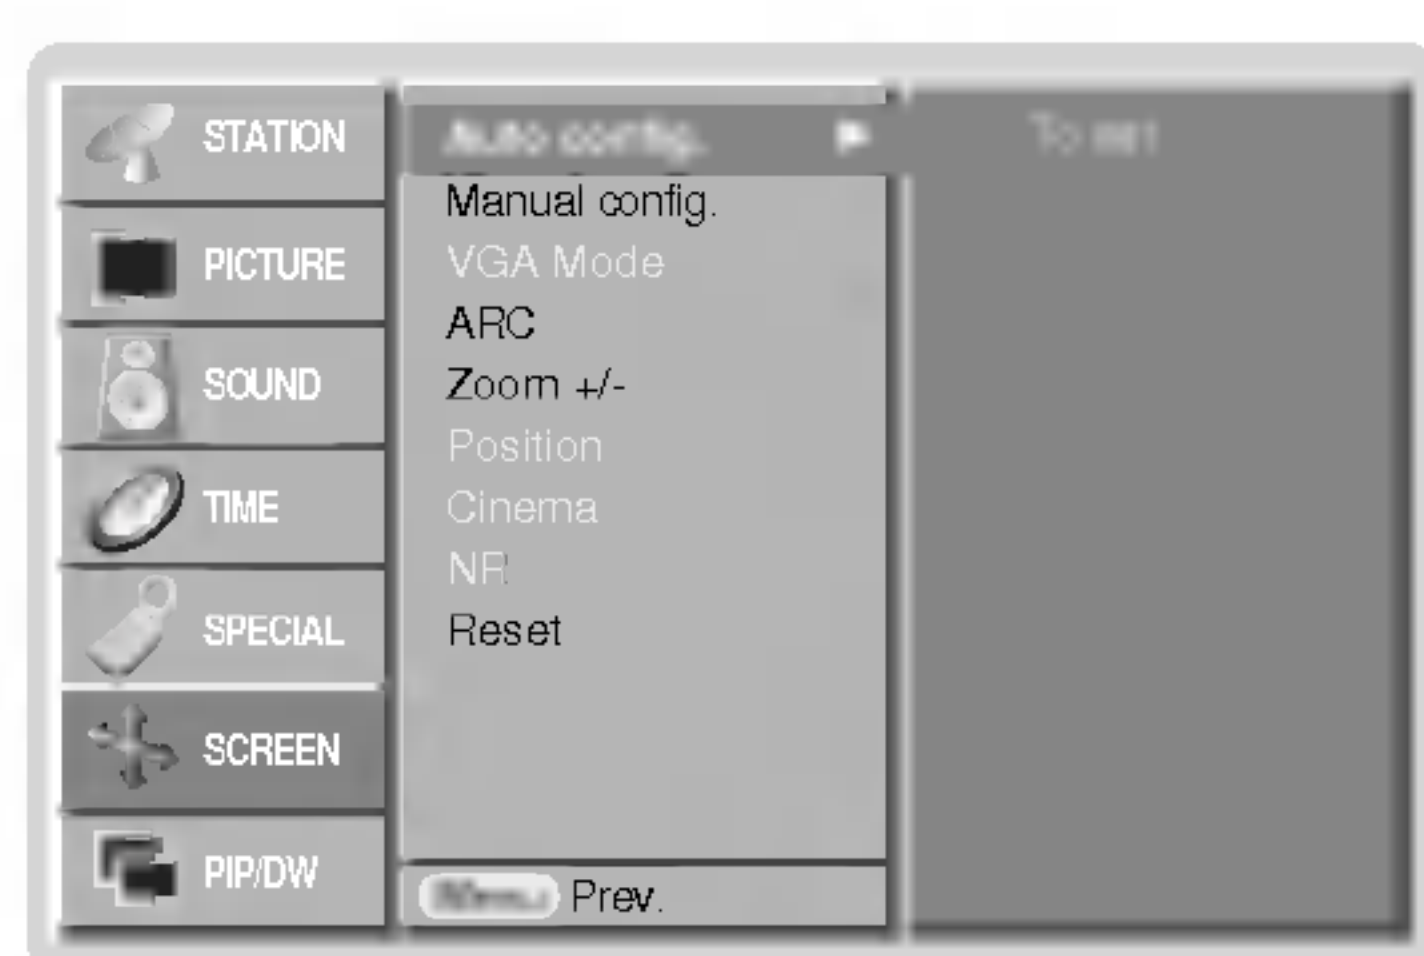 STATION
PICTURE
SOUND
TIME
SPECIAL
SCREEN
PIP/DW
Auto config.
To set
Manual config.
VGA Mode
ARC
Zoom +/-
Position
Cinema
NR
Reset
Menu Prev.